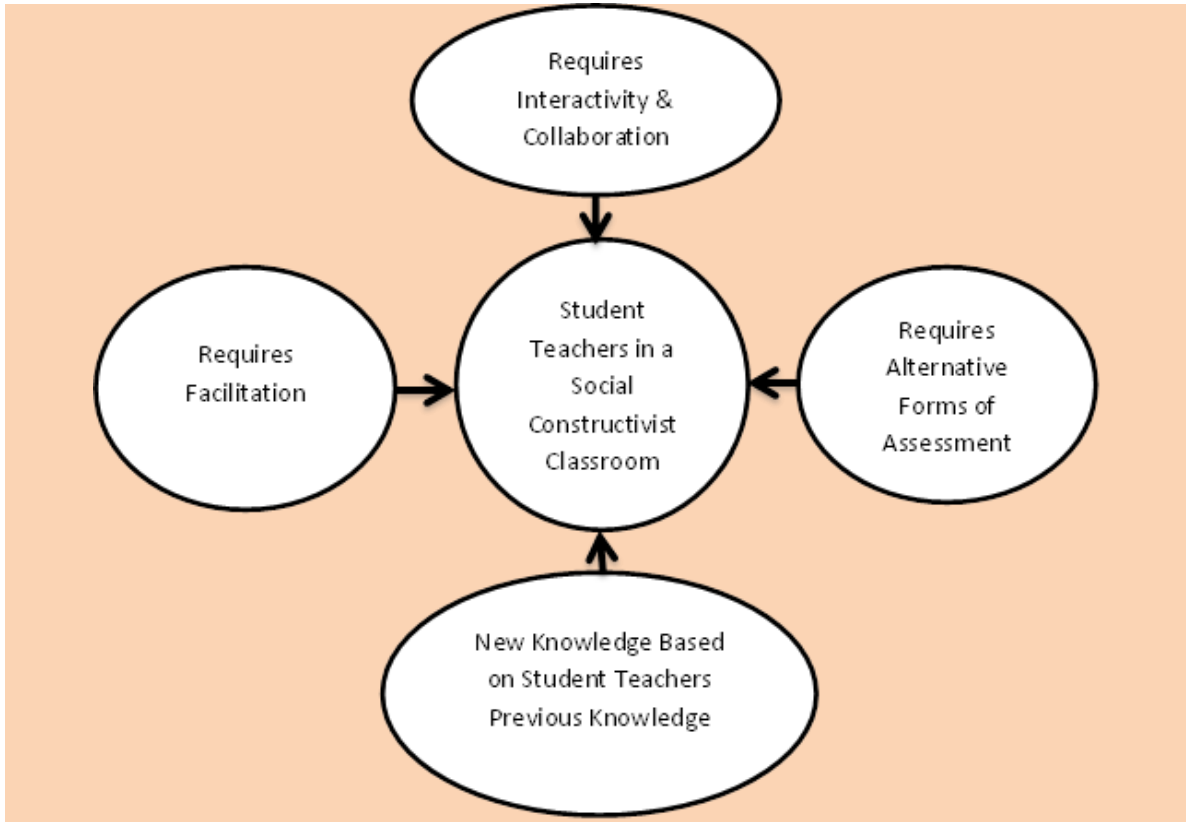 Requires
Interactivity &
Collaboration
Requires
Facilitation
Student
Teachers in a
Social
Constructivist
Classroom
Requires
Alternative
Forms of
Assessment
New Knowledge Based
on Student Teachers
Previous Knowledge